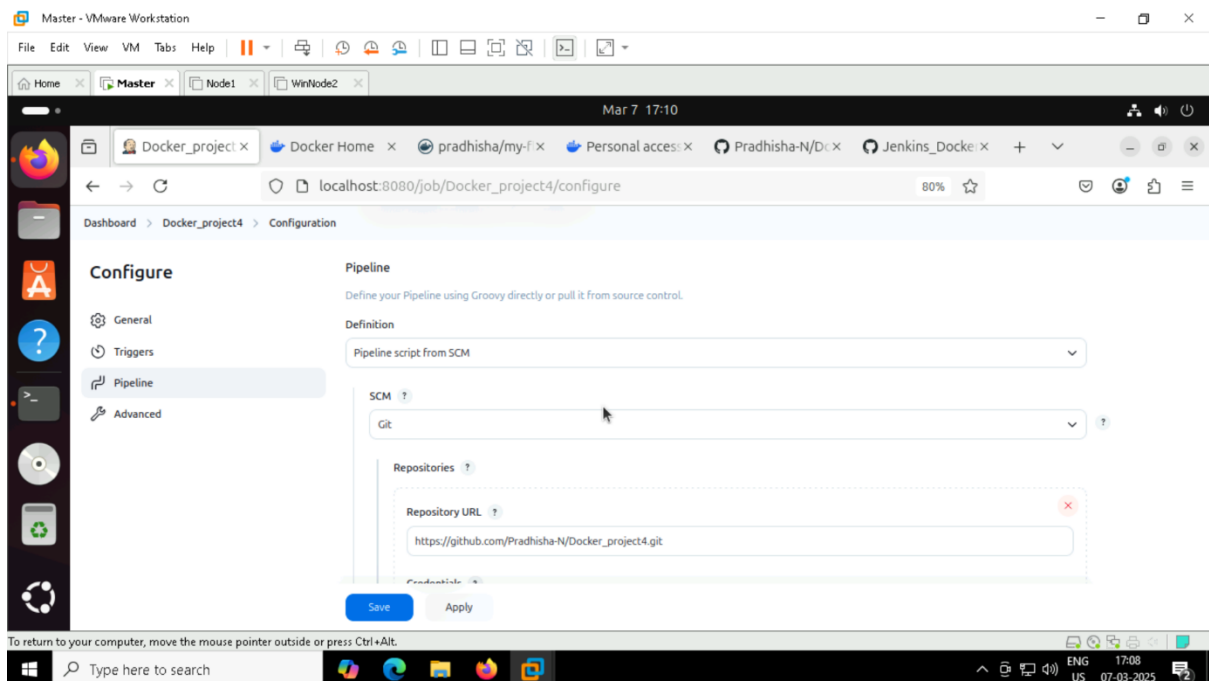 Master - VMware Workstation
File Edit View VM Tabs Help
Home Master Node1 WinNode2
Mar 7 17:10
Docker_project Docker Home pradhisha/my-f Personal access Pradhisha-N/Do Jenkins_Docker
localhost:8080/job/Docker_project4/configure 80%
Dashboard > Docker_project4 > Configuration
Configure
General
Triggers
Pipeline
Advanced
Pipeline
Define your Pipeline using Groovy directly or pull it from source control.
Definition
Pipeline script from SCM
SCM ?
Git
?
Repositories ?
Repository URL ?
https://github.com/Pradhisha-N/Docker_project4.git
Credentials ?
Save Apply
To return to your computer, move the mouse pointer outside or press Ctrl+Alt.
Type here to search
ENG 17:08
US 07-03-2025
2